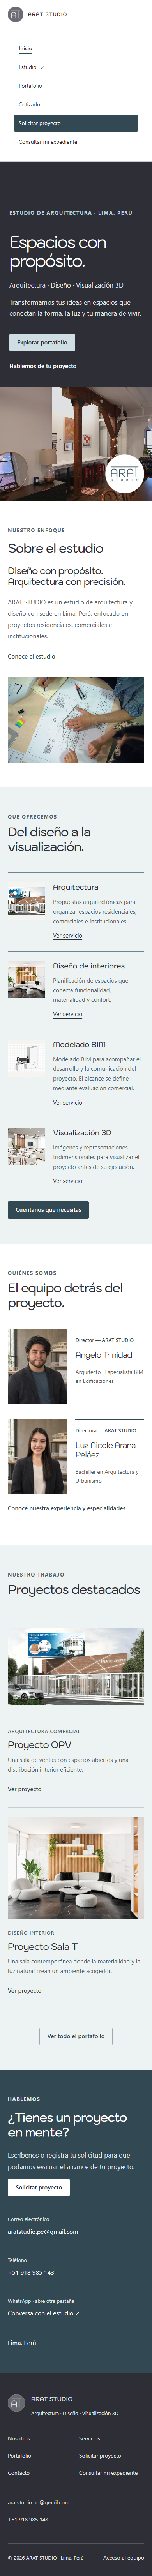 AT
ARAT STUDIO
Inicio
Estudio
Portafolio
Cotizador
Solicitar proyecto
Consultar mi expediente
ESTUDIO DE ARQUITECTURA · LIMA, PERÚ
Espacios con
propósito.
Arquitectura · Diseño · Visualización 3D
Transformamos tus ideas en espacios que
conectan la forma, la luz y tu manera de vivir.
Explorar portafolio
Hablemos de tu proyecto
ARAT
STUDIO
NUESTRO ENFOQUE
Sobre el estudio
Diseño con propósito.
Arquitectura con precisión.
ARAT STUDIO es un estudio de arquitectura y
diseño con sede en Lima, Perú, enfocado en
proyectos residenciales, comerciales e
institucionales.
Conoce el estudio
QUÉ OFRECEMOS
Del diseño a la
visualización.
Arquitectura
Propuestas arquitectónicas para
organizar espacios residenciales,
comerciales e institucionales.
Ver servicio
Diseño de interiores
Planificación de espacios que
conecta funcionalidad,
materialidad y confort.
Ver servicio
Modelado BIM
Modelado BIM para acompañar el
desarrollo y la comunicación del
proyecto. El alcance se define
mediante evaluación comercial.
Ver servicio
Visualización 3D
Imágenes y representaciones
tridimensionales para visualizar el
proyecto antes de su ejecución.
Ver servicio
Cuéntanos qué necesitas
QUIÉNES SOMOS
El equipo detrás del
proyecto.
Director — ARAT STUDIO
Angelo Trinidad
Arquitecto | Especialista BIM
en Edificaciones
Directora — ARAT STUDIO
Luz Nicole Arana
Peláez
Bachiller en Arquitectura y
Urbanismo
Conoce nuestra experiencia y especialidades
NUESTRO TRABAJO
Proyectos destacados
ARQUITECTURA COMERCIAL
Proyecto OPV
Una sala de ventas con espacios abiertos y una
distribución interior eficiente.
Ver proyecto
DISEÑO INTERIOR
Proyecto Sala T
Una sala contemporánea donde la materialidad y la
luz natural crean un ambiente acogedor.
Ver proyecto
Ver todo el portafolio
HABLEMOS
¿Tienes un proyecto
en mente?
Escríbenos o registra tu solicitud para que
podamos evaluar el alcance de tu proyecto.
Solicitar proyecto
Correo electrónico
aratstudio.pe@gmail.com
Teléfono
+51 918 985 143
WhatsApp · abre otra pestaña
Conversa con el estudio ↗
Lima, Perú
AT
ARAT STUDIO
Arquitectura · Diseño · Visualización 3D
Nosotros
Servicios
Portafolio
Solicitar proyecto
Contacto
Consultar mi expediente
aratstudio.pe@gmail.com
+51 918 985 143
© 2026 ARAT STUDIO · Lima, Perú
Acceso al equipo